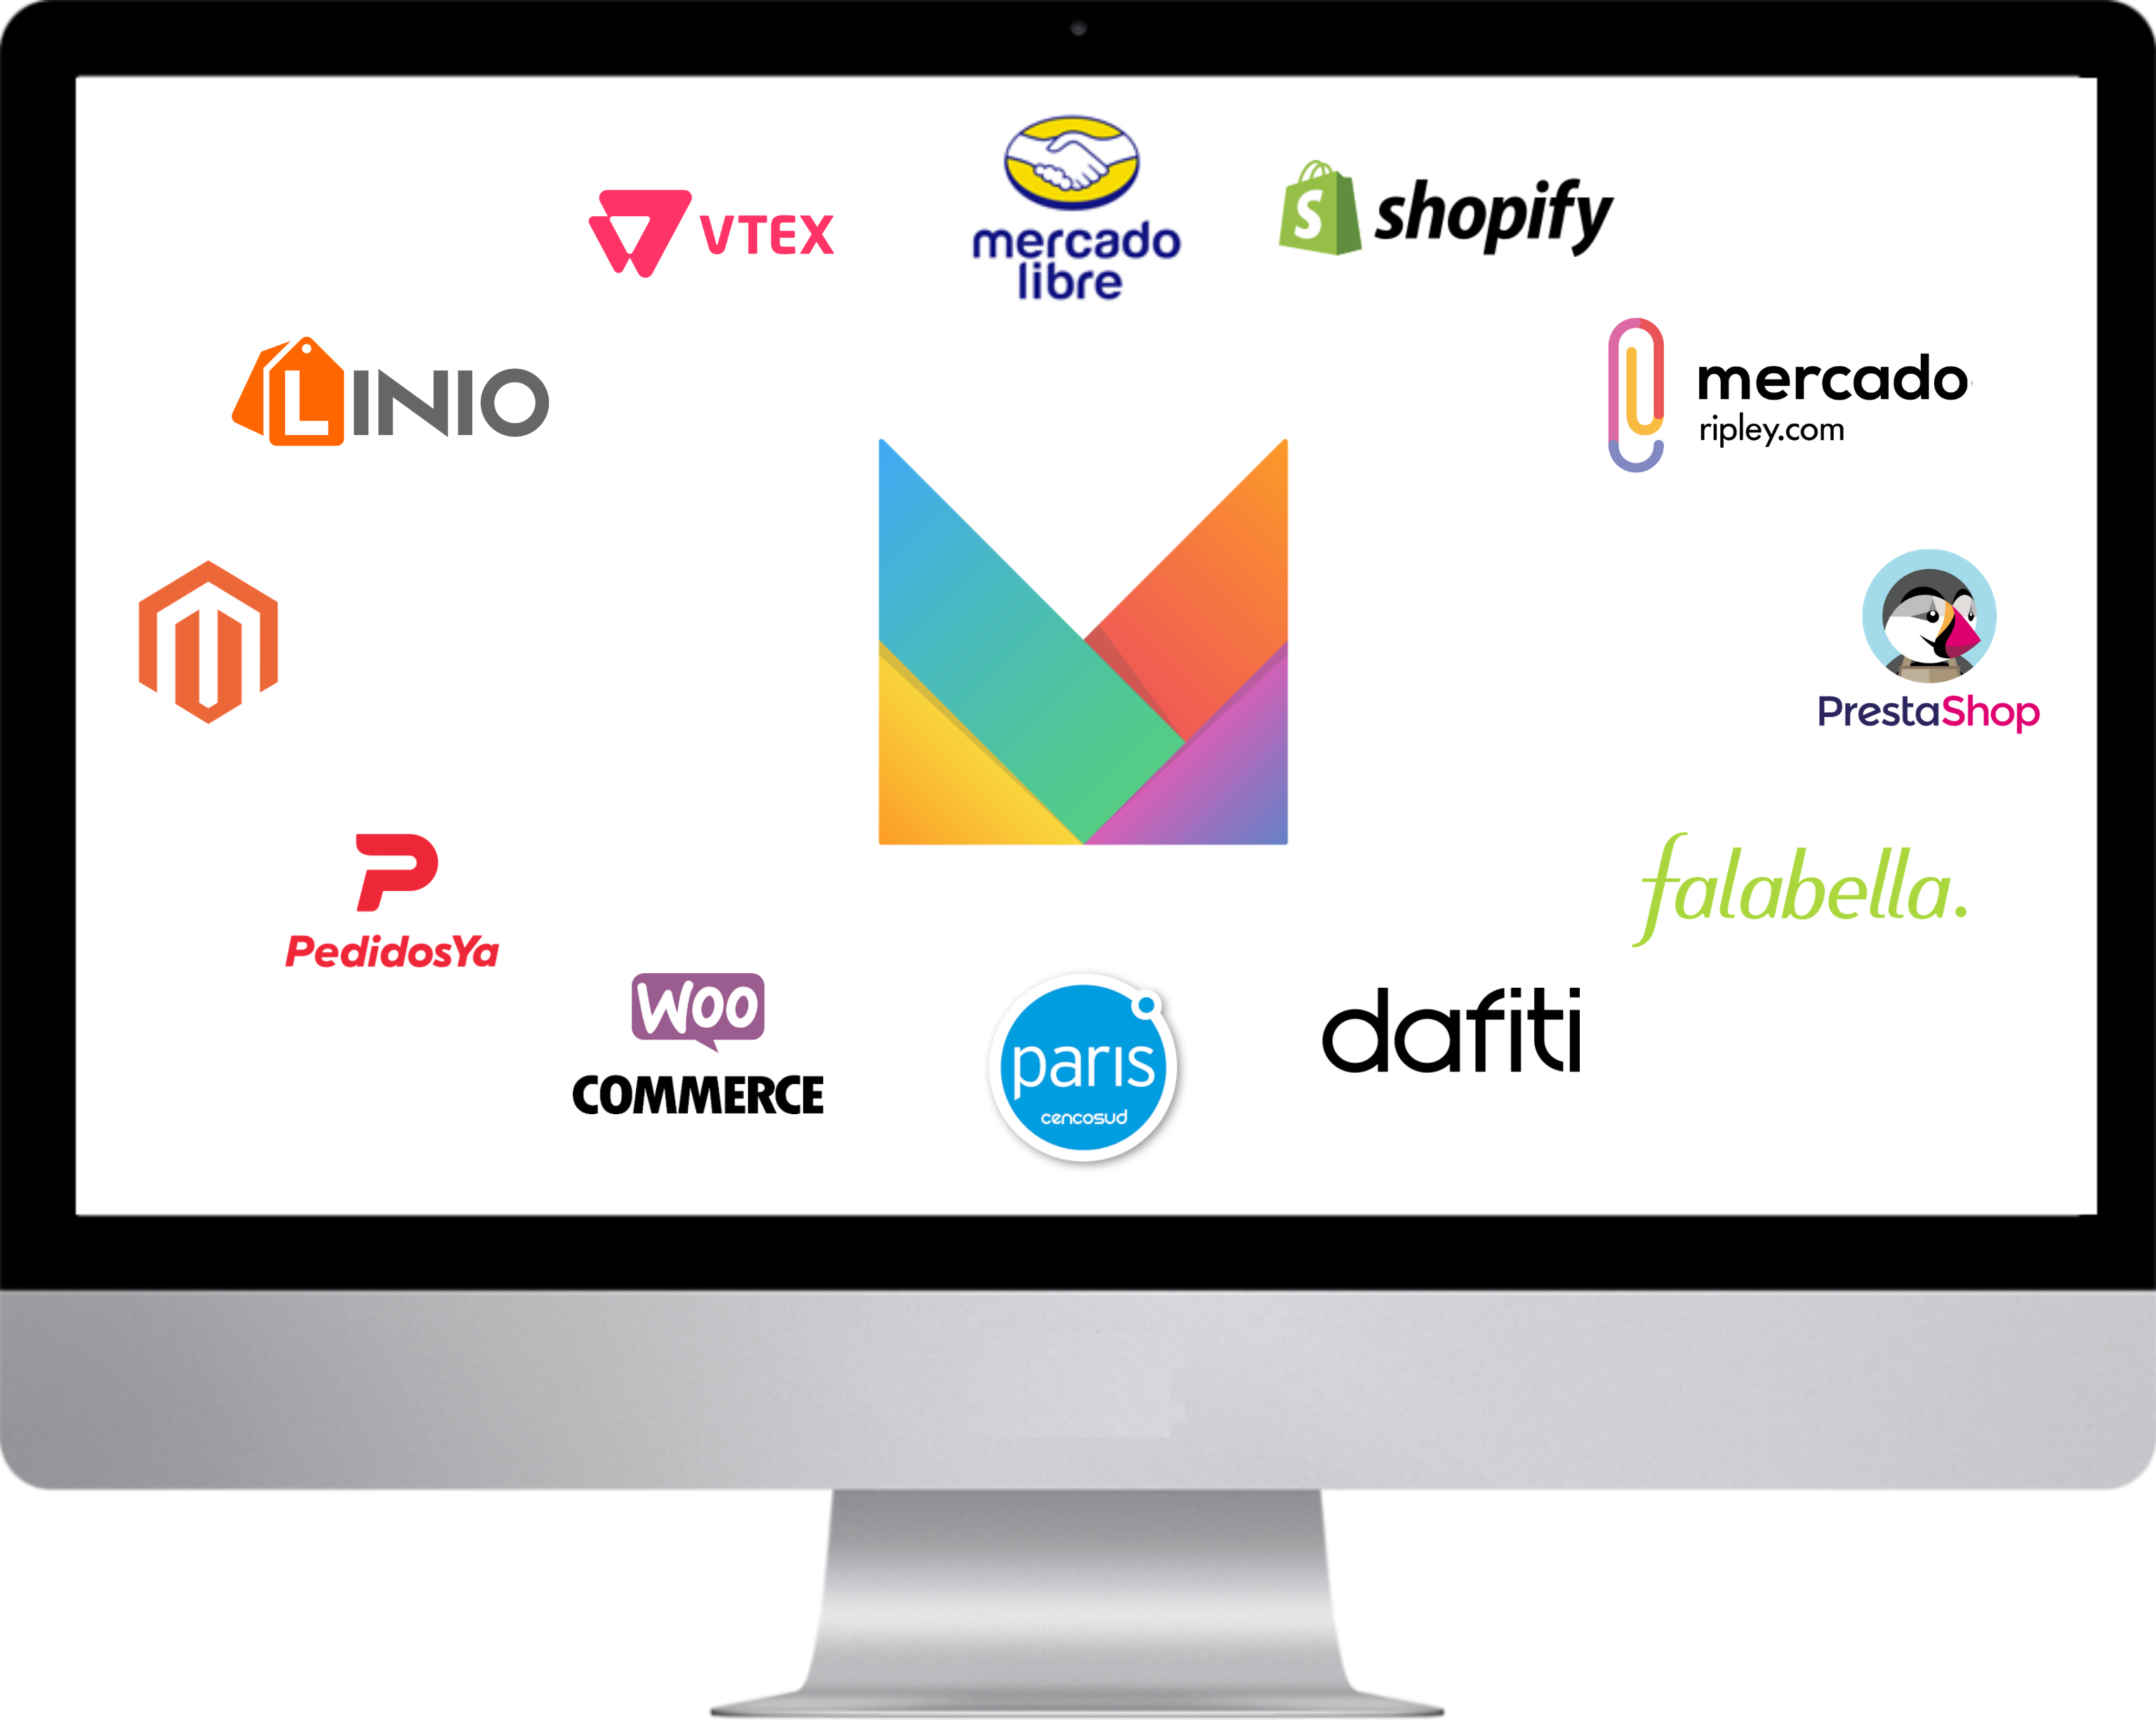 mercado
libre
S shopify
VTEX
LINIO
mercado
ripley.com
PrestaShop
falabella.
PedidosYa
WOO
COMMERCE
paris
cencosud
dafiti